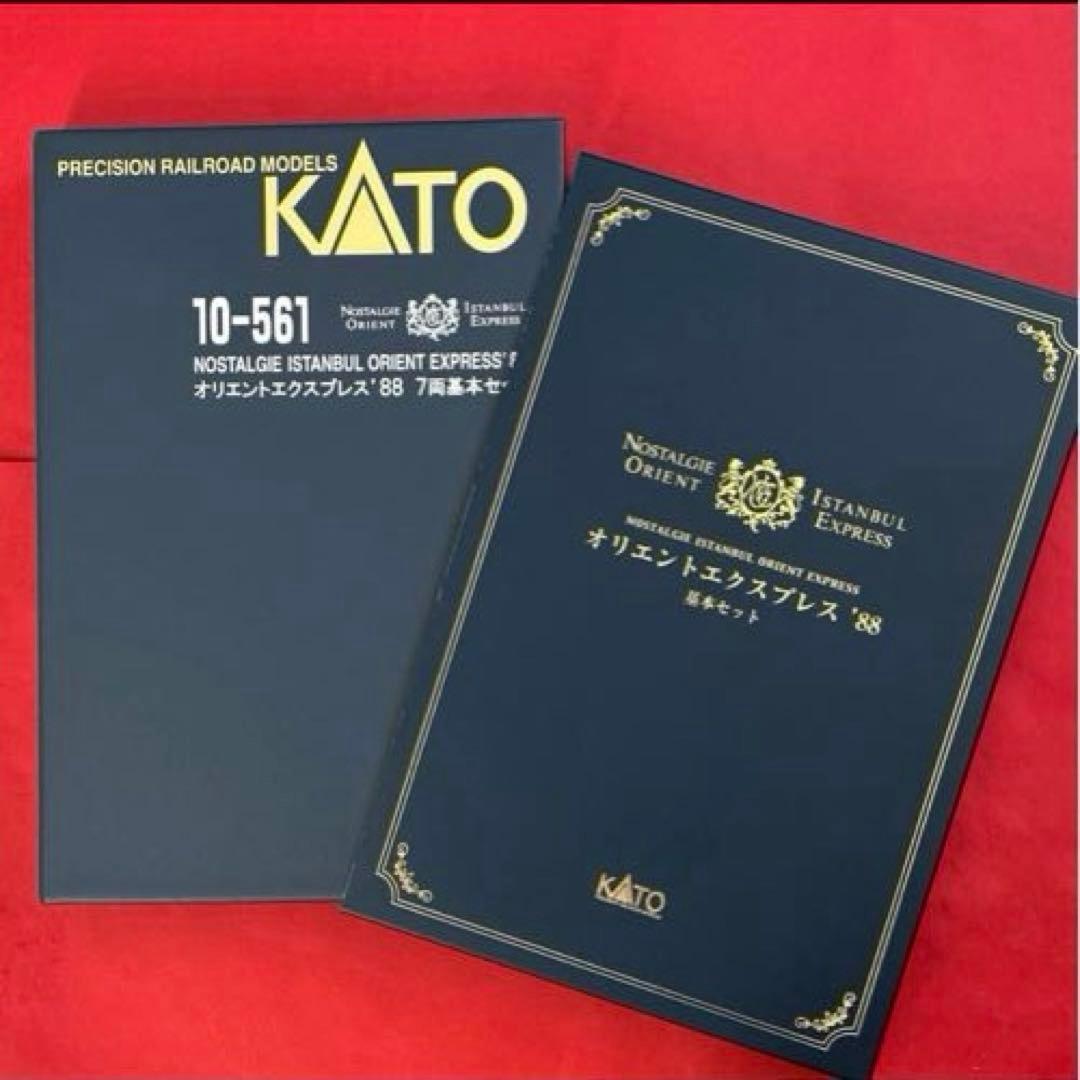 PRECISION RAILROAD MODELS
KATO
10-561
NOSTALGIE ISTANBUL
ORIENT EXPRESS
NOSTALGIE ISTANBUL ORIENT EXPRESS'
オリエントエクスプレス'88 7両基本セ
NOSTALGIE ISTANBUL
ORIENT EXPRESS
NOSTALGIE ISTANBUL ORIENT EXPRESS
オリエントエクスプレス '88
基本セット
KATO